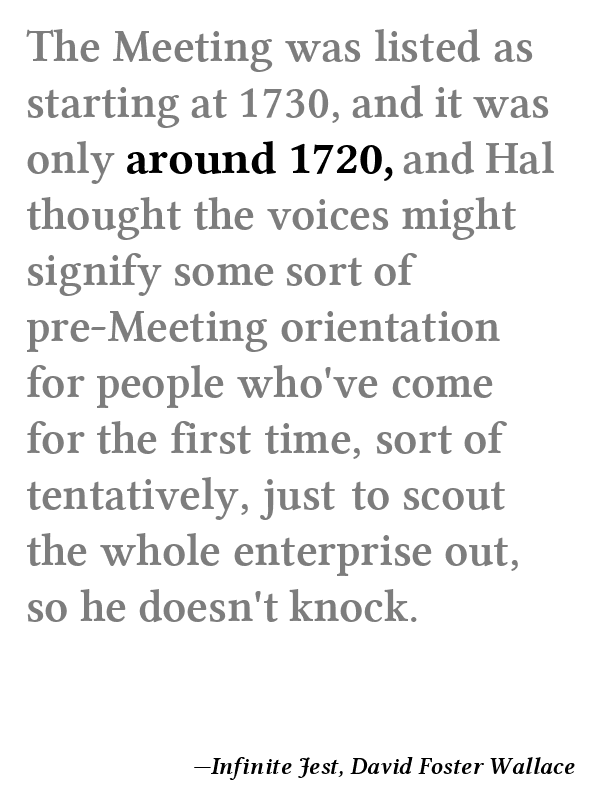 The Meeting was listed as
starting at 1730, and it was
only around 1720, and Hal
thought the voices might
signify some sort of
pre-Meeting orientation
for people who've come
for the first time, sort of
tentatively, just to scout
the whole enterprise out,
so he doesn't knock.
—Infinite Jest, David Foster Wallace